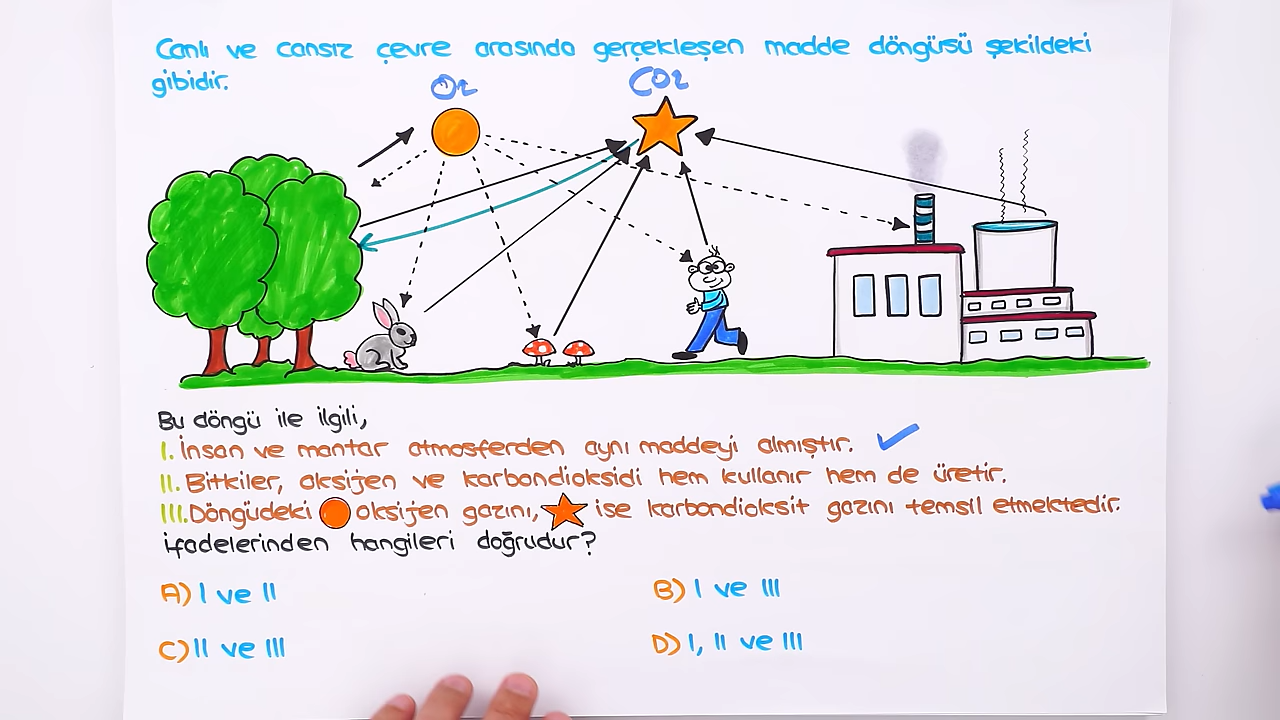 Canlı ve cansız çevre arasında gerçekleşen madde döngüsü şekildeki
gibidir.
O₂
CO₂
Bu döngü ile ilgili,
I. İnsan ve mantar atmosferden aynı maddeyi almıştır.
II. Bitkiler, oksijen ve karbondioksidi hem kullanır hem de üretir.
III. Döngüdeki oksijen gazını, ise karbondioksit gazını temsil etmektedir.
ifadelerinden hangileri doğrudur?
A) I ve II
B) I ve III
C) II ve III
D) I, II ve III